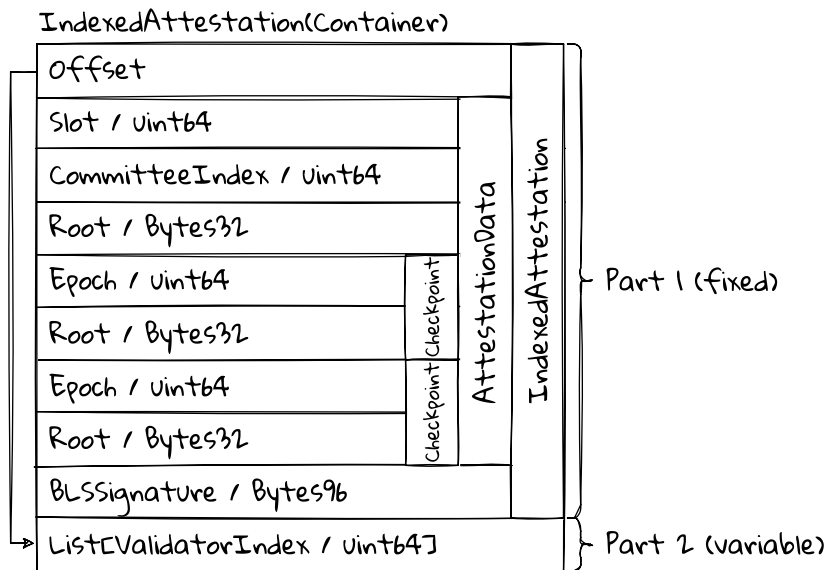 IndexedAttestation(Container)
Offset
Slot / uint64
CommitteeIndex / uint64
Root / Bytes32
Epoch / uint64
Root / Bytes32
Checkpoint
Epoch / uint64
Root / Bytes32
Checkpoint
AttestationData
BLSSignature / Bytes96
IndexedAttestation
Part 1 (fixed)
List[ValidatorIndex / uint64]
Part 2 (variable)